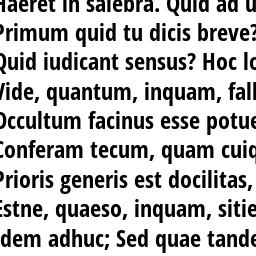 Haeret in salebra. Quid ad u
Primum quid tu dicis breve?
Quid iudicant sensus? Hoc lo
Vide, quantum, inquam, fall
Occultum facinus esse potue
Conferam tecum, quam cuiq
Prioris generis est docilitas,
Estne, quaeso, inquam, sitie
Idem adhuc; Sed quae tande